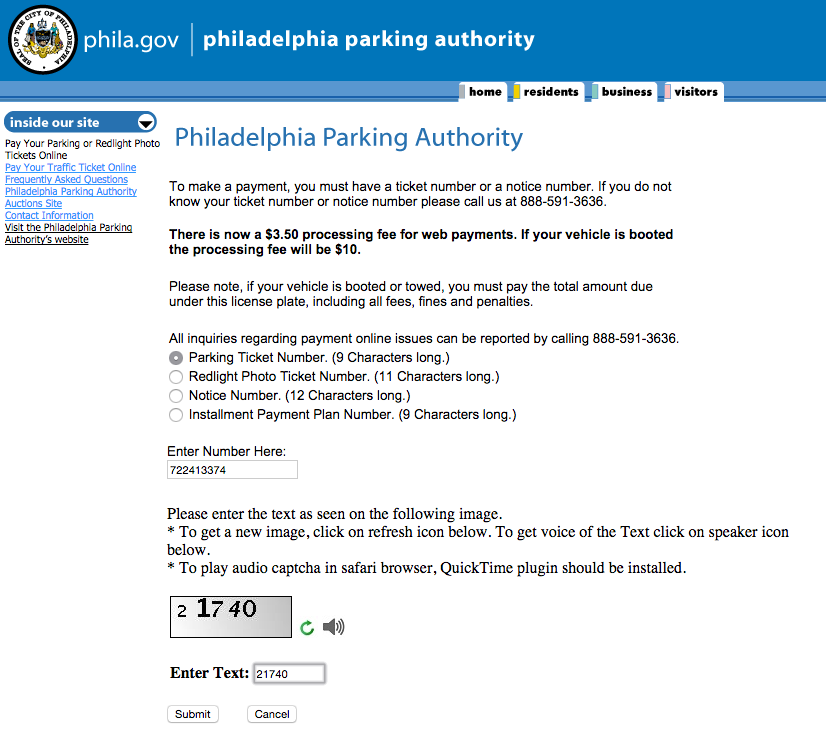 SEAL OF THE CITY OF PHILADELPHIA
phila.gov
philadelphia parking authority
home
residents
business
visitors
inside our site
Pay Your Parking or Redlight Photo
Tickets Online
Pay Your Traffic Ticket Online
Frequently Asked Questions
Philadelphia Parking Authority
Auctions Site
Contact Information
Visit the Philadelphia Parking
Authority's website
Philadelphia Parking Authority
To make a payment, you must have a ticket number or a notice number. If you do not
know your ticket number or notice number please call us at 888-591-3636.
There is now a $3.50 processing fee for web payments. If your vehicle is booted
the processing fee will be $10.
Please note, if your vehicle is booted or towed, you must pay the total amount due
under this license plate, including all fees, fines and penalties.
All inquiries regarding payment online issues can be reported by calling 888-591-3636.
Parking Ticket Number. (9 Characters long.)
Redlight Photo Ticket Number. (11 Characters long.)
Notice Number. (12 Characters long.)
Installment Payment Plan Number. (9 Characters long.)
Enter Number Here:
722413374
Please enter the text as seen on the following image.
* To get a new image, click on refresh icon below. To get voice of the Text click on speaker icon
below.
* To play audio captcha in safari browser, QuickTime plugin should be installed.
2 1740
Enter Text: 21740
Submit
Cancel